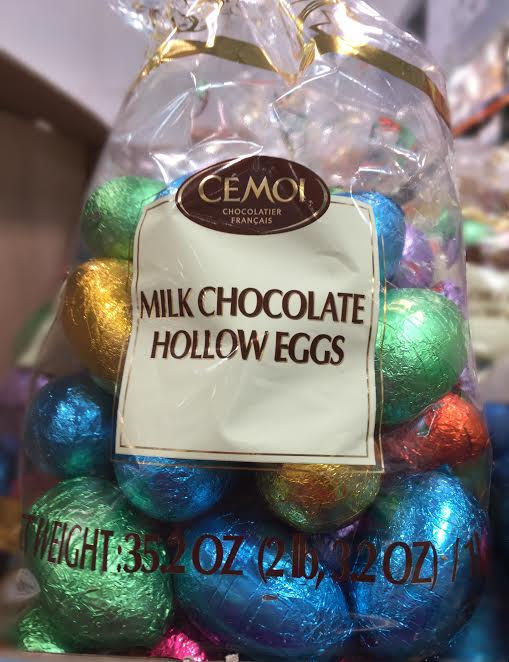 CÉMOI
CHOCOLATIER
FRANÇAIS
MILK CHOCOLATE
HOLLOW EGGS
WEIGHT: 35.2 OZ (2 lb, 3.2 OZ) /